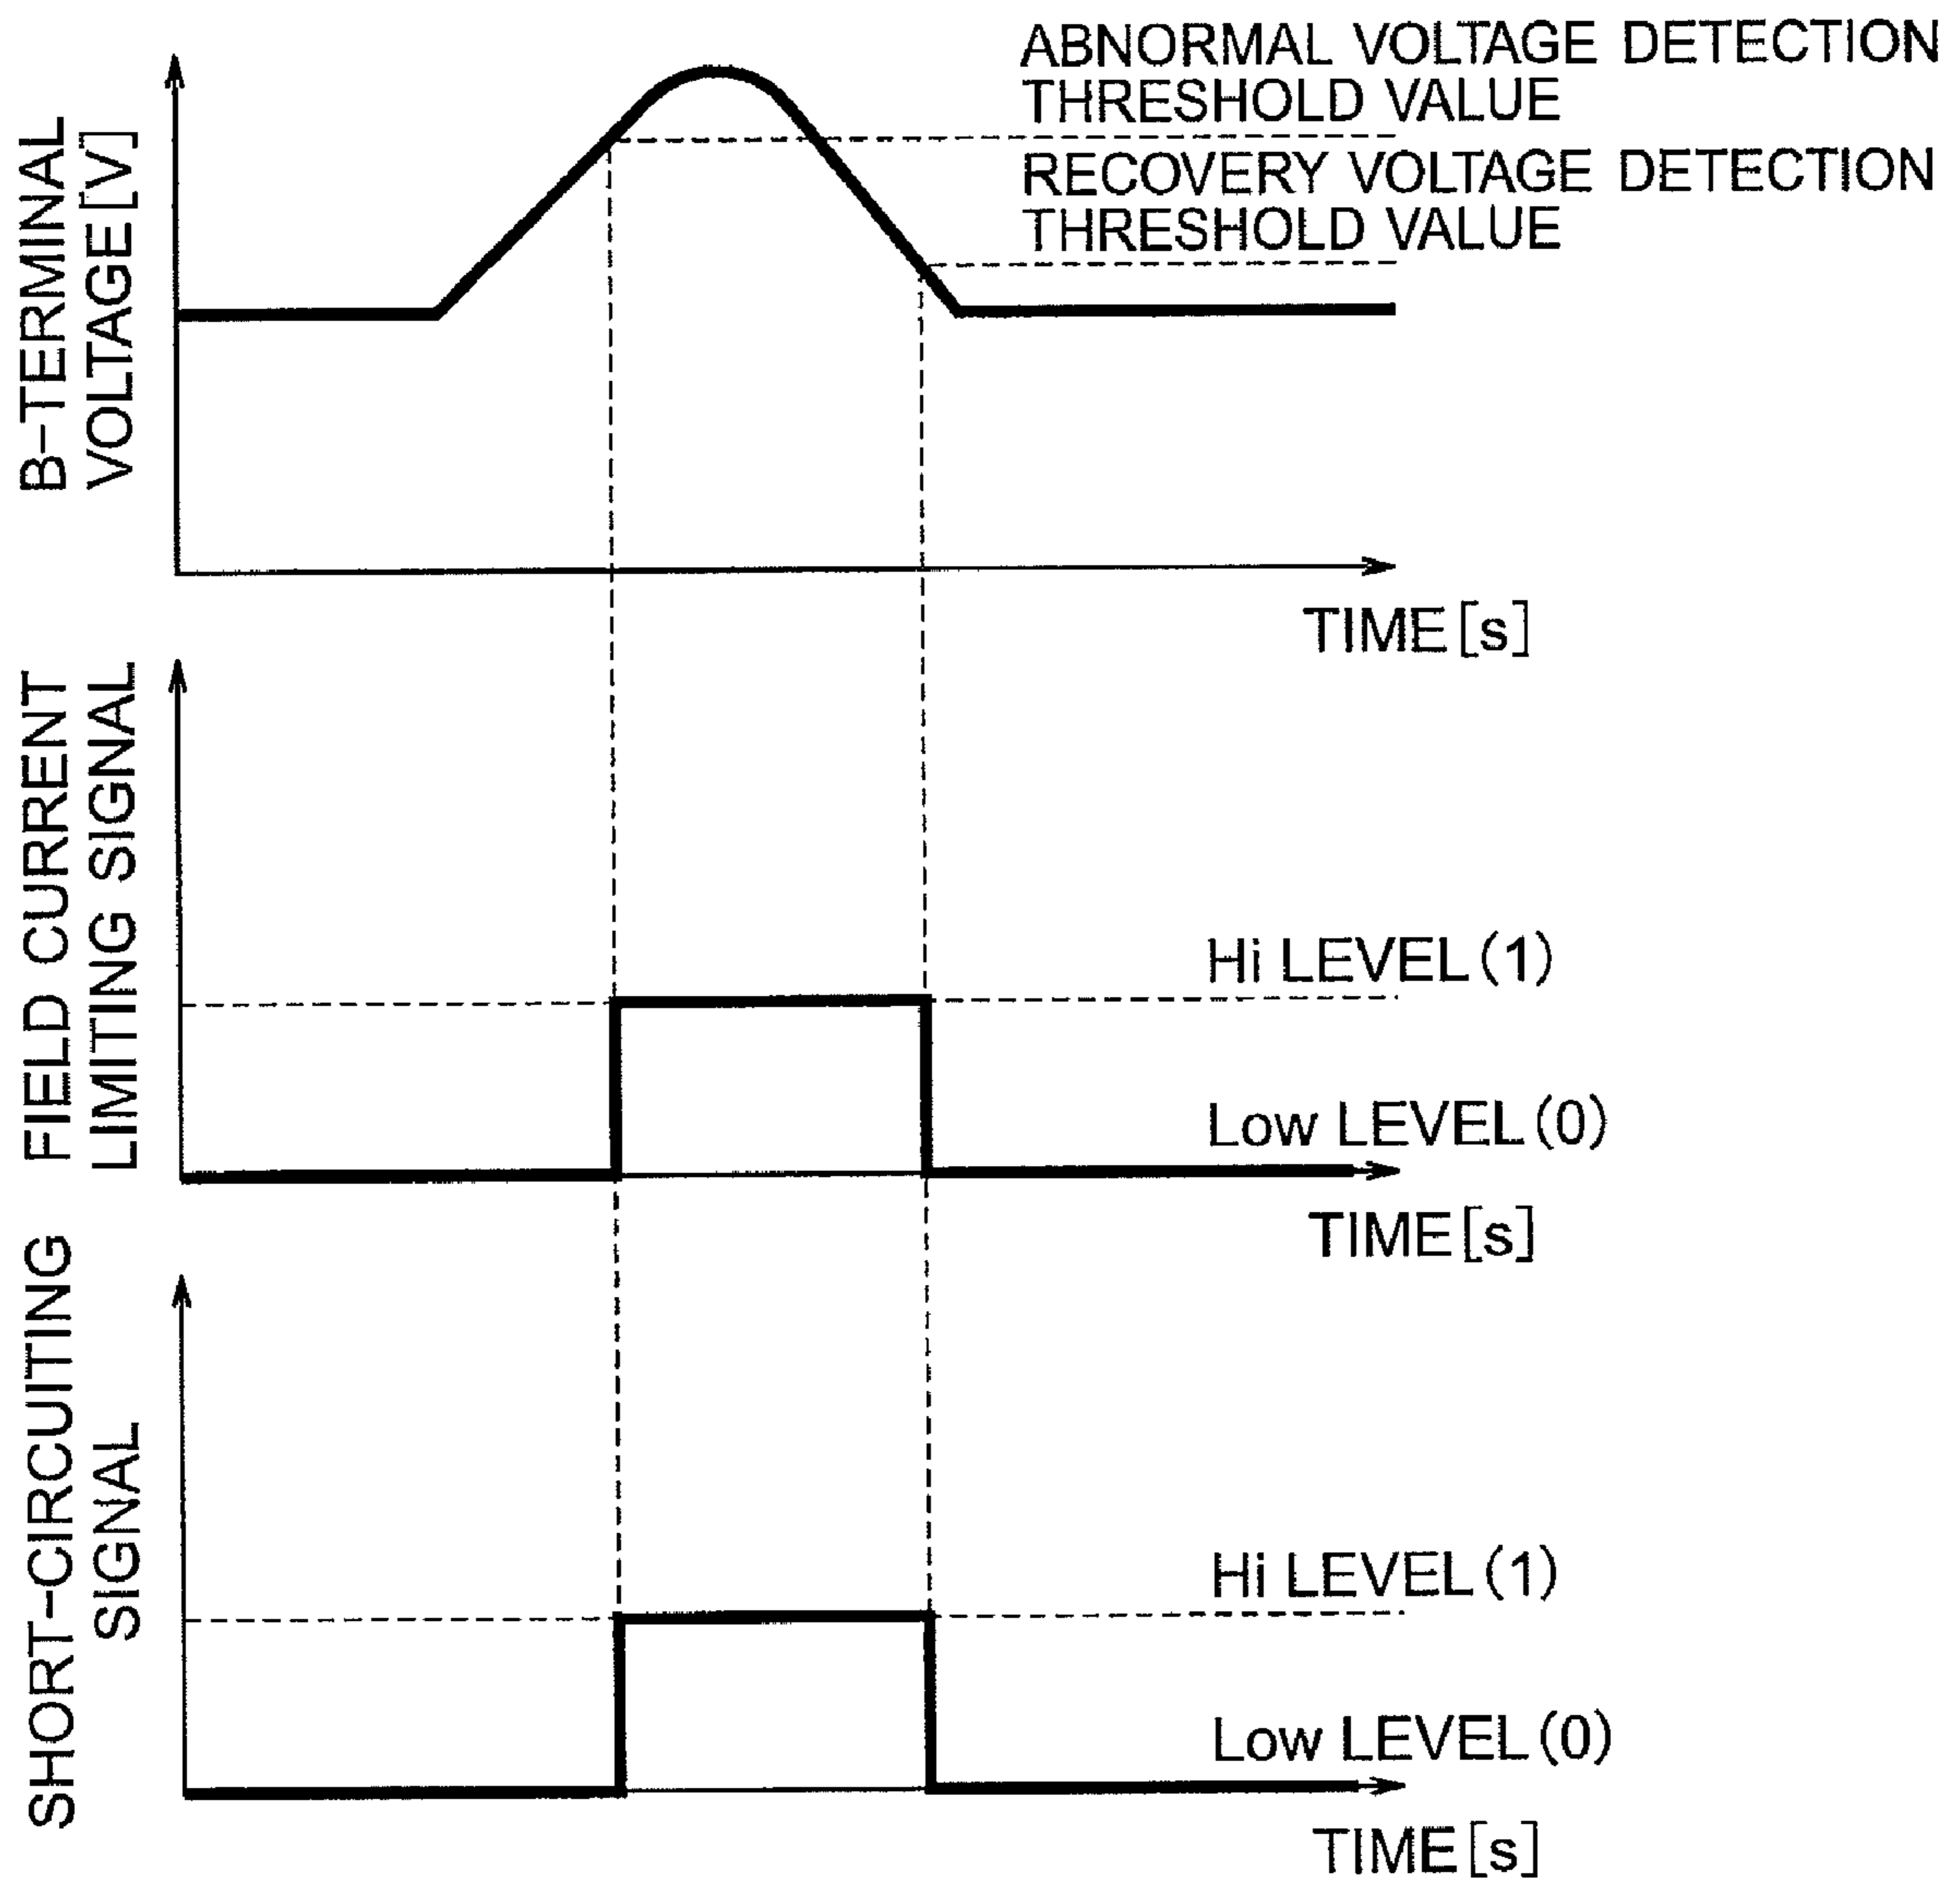 ABNORMAL VOLTAGE DETECTION
THRESHOLD VALUE
RECOVERY VOLTAGE DETECTION
THRESHOLD VALUE
B-TERMINAL
VOLTAGE[V]
TIME[s]
FIELD CURRENT
LIMITING SIGNAL
Hi LEVEL(1)
Low LEVEL(0)
TIME[s]
SHORT-CIRCUITING
SIGNAL
Hi LEVEL(1)
Low LEVEL(0)
TIME[s]